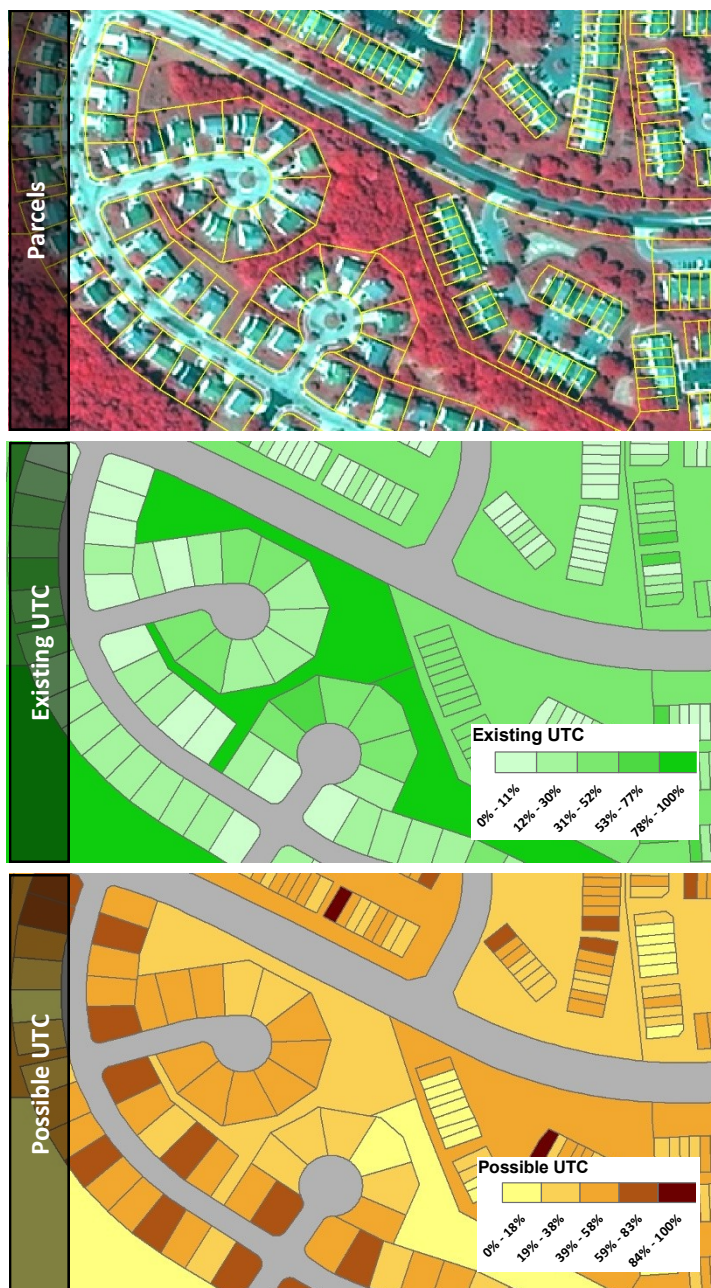 Parcels
Existing UTC
Existing UTC
0% - 11%
12% - 30%
31% - 52%
53% - 77%
78% - 100%
Possible UTC
Possible UTC
0% - 18%
19% - 38%
39% - 58%
59% - 83%
84% - 100%